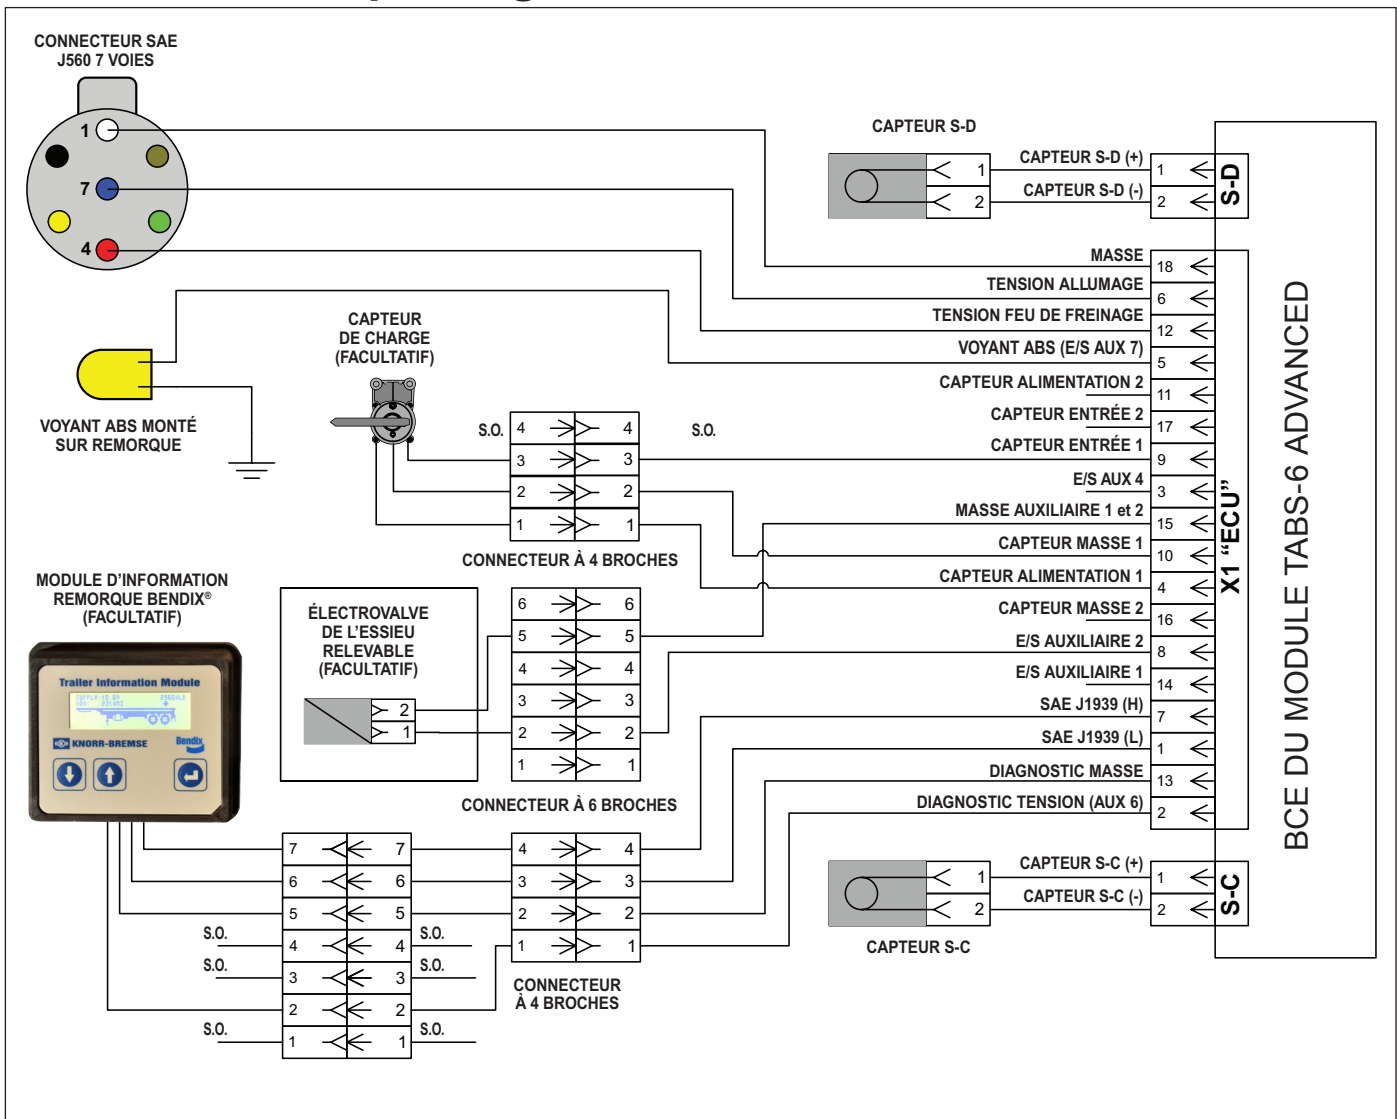 CONNECTEUR SAE
J560 7 VOIES
1
7
4
CAPTEUR S-D
1
2
CAPTEUR S-D (+)
CAPTEUR S-D (-)
1
2
S-D
MASSE
18
TENSION ALLUMAGE
6
TENSION FEU DE FREINAGE
12
VOYANT ABS (E/S AUX 7)
5
CAPTEUR ALIMENTATION 2
11
CAPTEUR ENTRÉE 2
17
CAPTEUR ENTRÉE 1
9
E/S AUX 4
3
MASSE AUXILIAIRE 1 et 2
15
CAPTEUR MASSE 1
10
CAPTEUR ALIMENTATION 1
4
CAPTEUR MASSE 2
16
E/S AUXILIAIRE 2
8
E/S AUXILIAIRE 1
14
SAE J1939 (H)
7
SAE J1939 (L)
1
DIAGNOSTIC MASSE
13
DIAGNOSTIC TENSION (AUX 6)
2
X1 “ECU”
BCE DU MODULE TABS-6 ADVANCED
VOYANT ABS MONTÉ
SUR REMORQUE
CAPTEUR
DE CHARGE
(FACULTATIF)
S.O. 4 4 S.O.
3 3
2 2
1 1
CONNECTEUR À 4 BROCHES
ÉLECTROVALVE
DE L’ESSIEU
RELEVABLE
(FACULTATIF)
2
1
6 6
5 5
4 4
3 3
2 2
1 1
CONNECTEUR À 6 BROCHES
MODULE D’INFORMATION
REMORQUE BENDIX®
(FACULTATIF)
Trailer Information Module
KNORR-BREMSE
Bendix
7 7
6 6
5 5
S.O. 4 4 S.O.
S.O. 3 3 S.O.
2 2
S.O. 1 1 S.O.
4 4
3 3
2 2
1 1
CONNECTEUR
À 4 BROCHES
1
2
CAPTEUR S-C
CAPTEUR S-C (+)
CAPTEUR S-C (-)
1
2
S-C